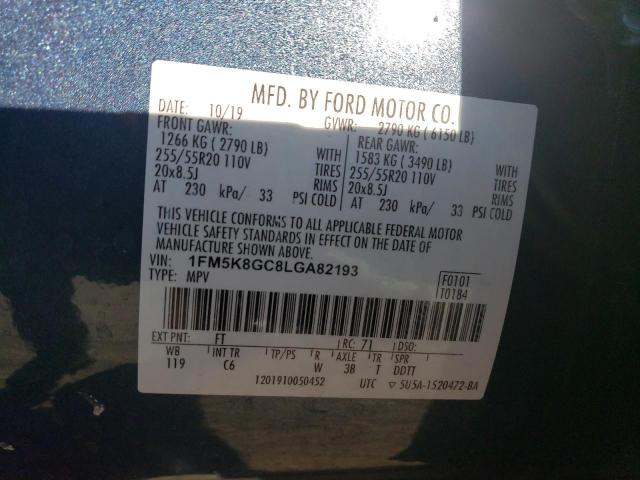 MFD. BY FORD MOTOR CO.
DATE: 10/19 GVWR: 2790 KG ( 6150 LB)
FRONT GAWR: REAR GAWR:
1266 KG ( 2790 LB) WITH 1583 KG ( 3490 LB) WITH
255/55R20 110V TIRES 255/55R20 110V TIRES
20x8.5J RIMS 20x8.5J RIMS
AT 230 kPa/ 33 PSI COLD AT 230 kPa/ 33 PSI COLD
THIS VEHICLE CONFORMS TO ALL APPLICABLE FEDERAL MOTOR
VEHICLE SAFETY STANDARDS IN EFFECT ON THE DATE OF
MANUFACTURE SHOWN ABOVE.
VIN: 1FM5K8GC8LGA82193 F0101
TYPE: MPV T0184
EXT PNT: FT RC: 71 DSO:
WB INT TR TP/PS R AXLE TR SPR
119 C6 W 3B T DDTT
1201910050452 UTC ▽ 5U5A-1520472-BA